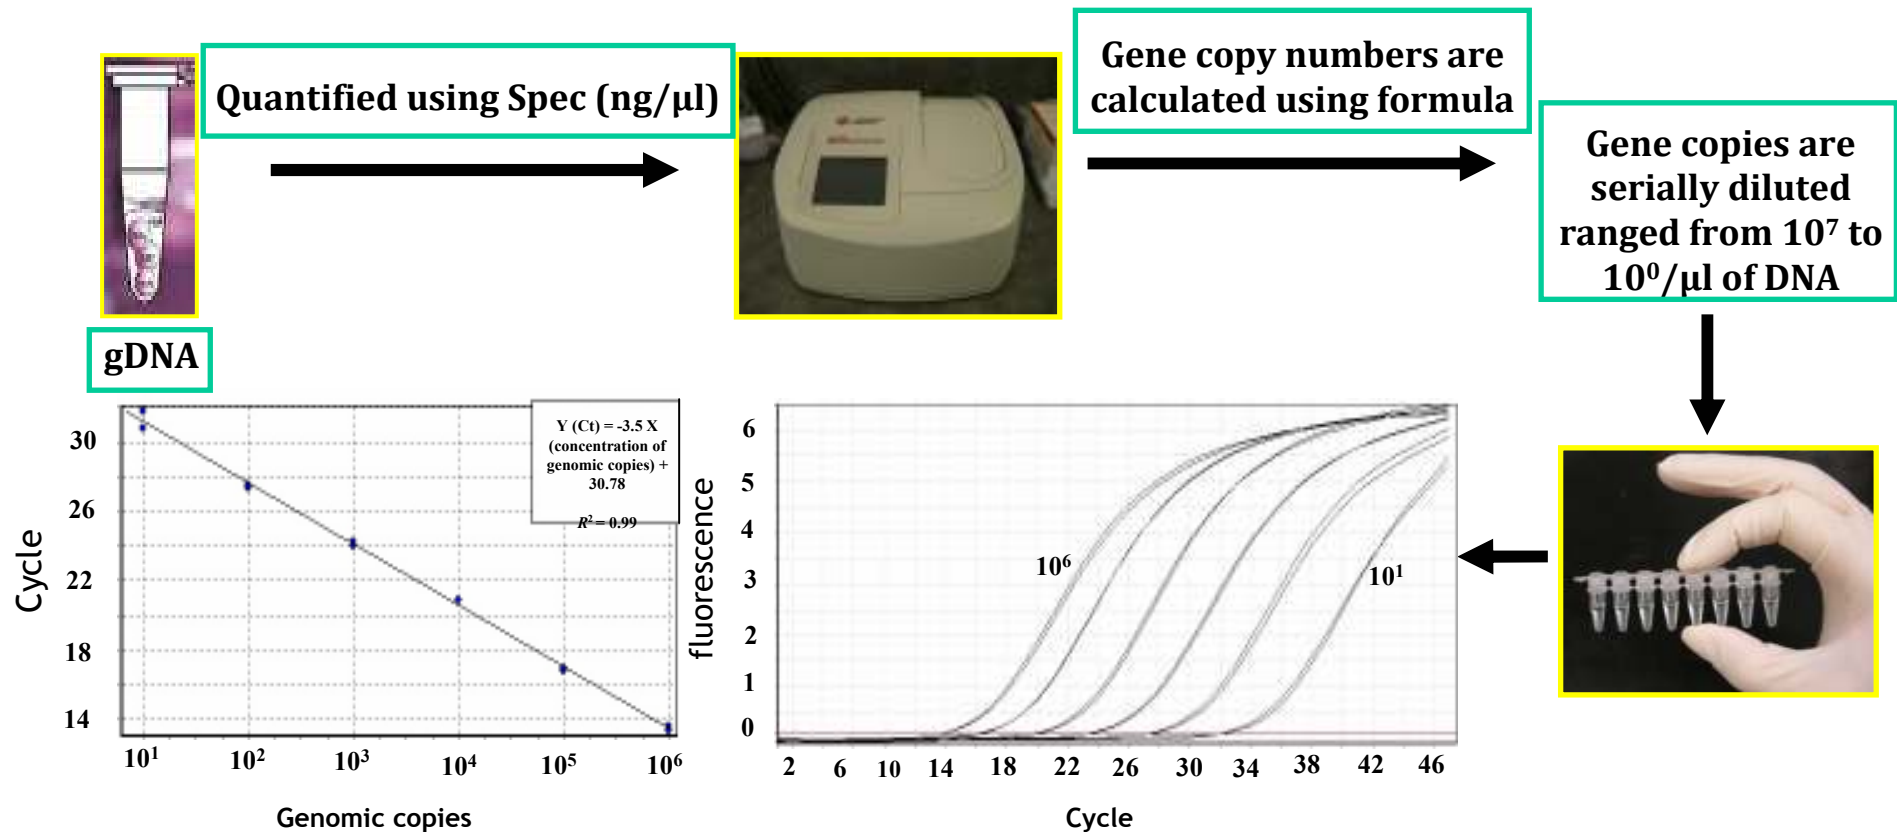 Quantified using Spec (ng/µl)
Gene copy numbers are
calculated using formula
Gene copies are
serially diluted
ranged from 10⁷ to
10⁰/µl of DNA
gDNA
Cycle
30
26
22
18
14
Y (Ct) = -3.5 X
(concentration of
genomic copies) +
30.78
R² = 0.99
10¹ 10² 10³ 10⁴ 10⁵ 10⁶
Genomic copies
fluorescence
6
5
4
3
2
1
0
10⁶
10¹
2 6 10 14 18 22 26 30 34 38 42 46
Cycle